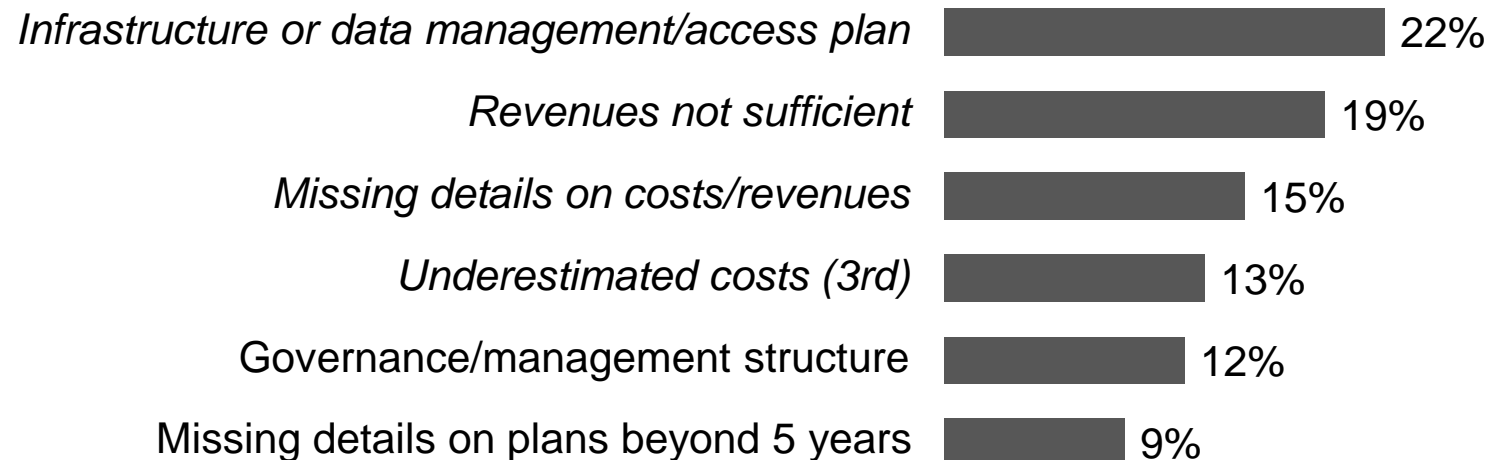 Infrastructure or data management/access plan 22%
Revenues not sufficient 19%
Missing details on costs/revenues 15%
Underestimated costs (3rd) 13%
Governance/management structure 12%
Missing details on plans beyond 5 years 9%